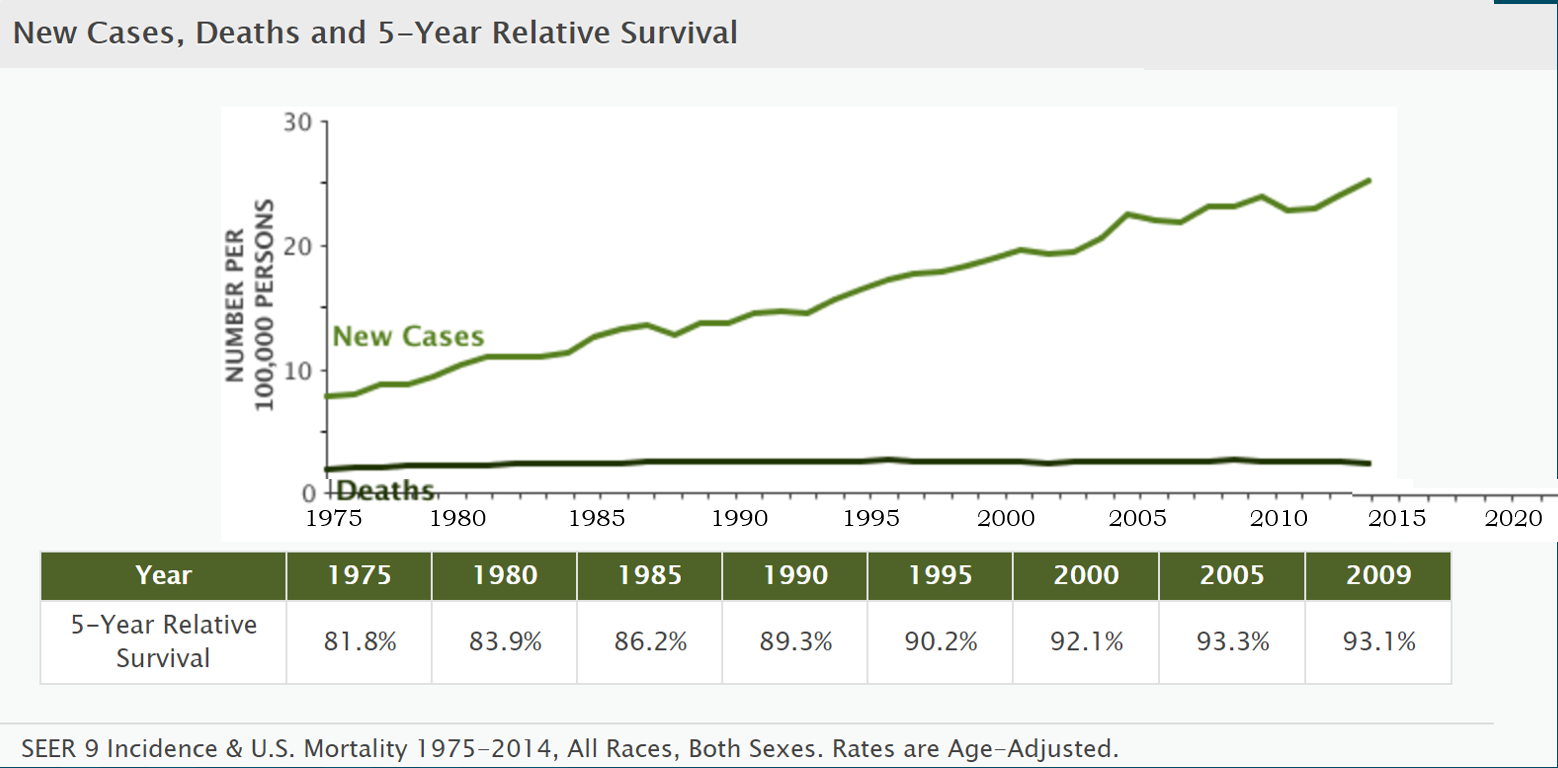 New Cases, Deaths and 5-Year Relative Survival
30
20
10
0
NUMBER PER
100,000 PERSONS
New Cases
Deaths
1975 1980 1985 1990 1995 2000 2005 2010 2015 2020
Year 1975 1980 1985 1990 1995 2000 2005 2009
5-Year Relative
Survival 81.8% 83.9% 86.2% 89.3% 90.2% 92.1% 93.3% 93.1%
SEER 9 Incidence & U.S. Mortality 1975-2014, All Races, Both Sexes. Rates are Age-Adjusted.